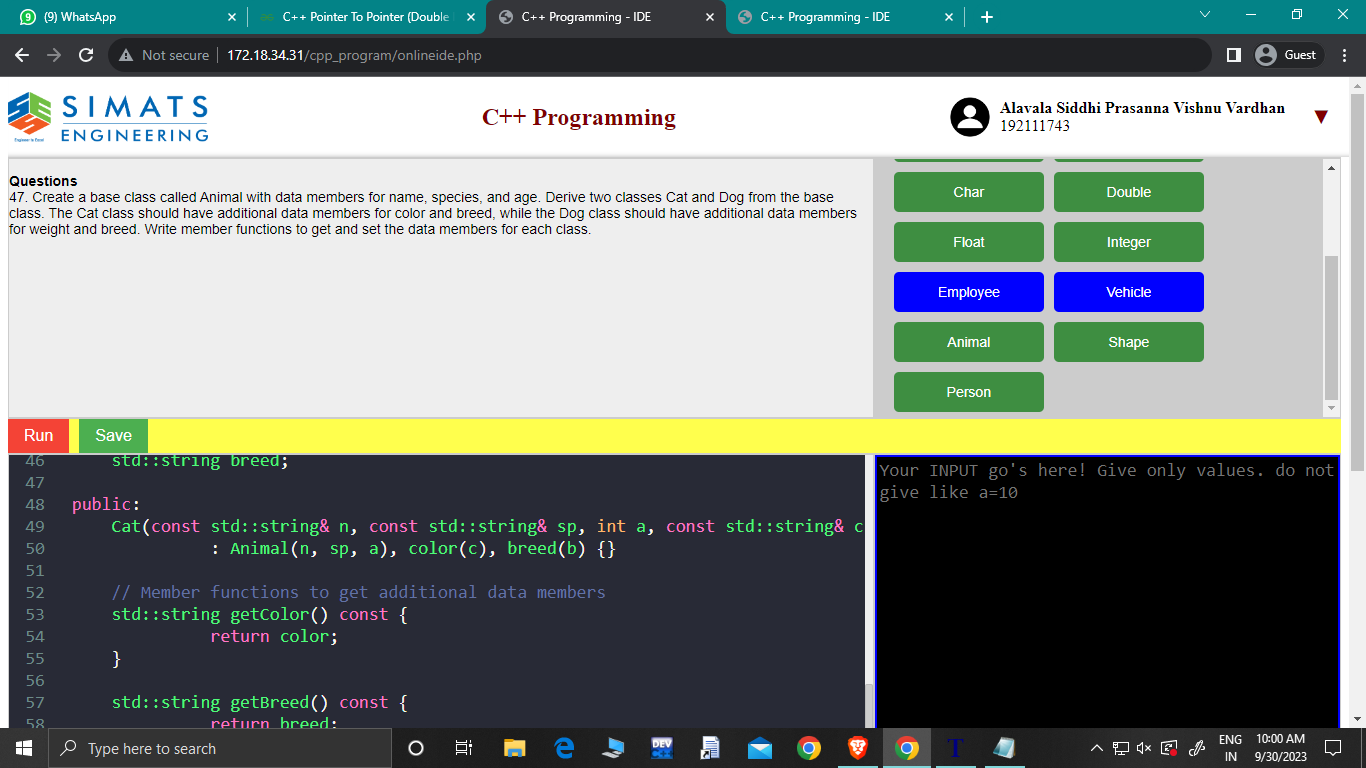 (9) WhatsApp
C++ Pointer To Pointer (Double
C++ Programming - IDE
C++ Programming - IDE
Not secure
172.18.34.31/cpp_program/onlineide.php
Guest
SIMATS
ENGINEERING
Engineer to Excel
C++ Programming
Alavala Siddhi Prasanna Vishnu Vardhan
192111743
Questions
47. Create a base class called Animal with data members for name, species, and age. Derive two classes Cat and Dog from the base
class. The Cat class should have additional data members for color and breed, while the Dog class should have additional data members
for weight and breed. Write member functions to get and set the data members for each class.
Char Double
Float Integer
Employee Vehicle
Animal Shape
Person
Run Save
46 std::string breed;
47
48 public:
49 Cat(const std::string& n, const std::string& sp, int a, const std::string& c
50 : Animal(n, sp, a), color(c), breed(b) {}
51
52 // Member functions to get additional data members
53 std::string getColor() const {
54 return color;
55 }
56
57 std::string getBreed() const {
58 return breed;
Your INPUT go's here! Give only values. do not
give like a=10
Type here to search
DEV
T
ENG
IN
10:00 AM
9/30/2023